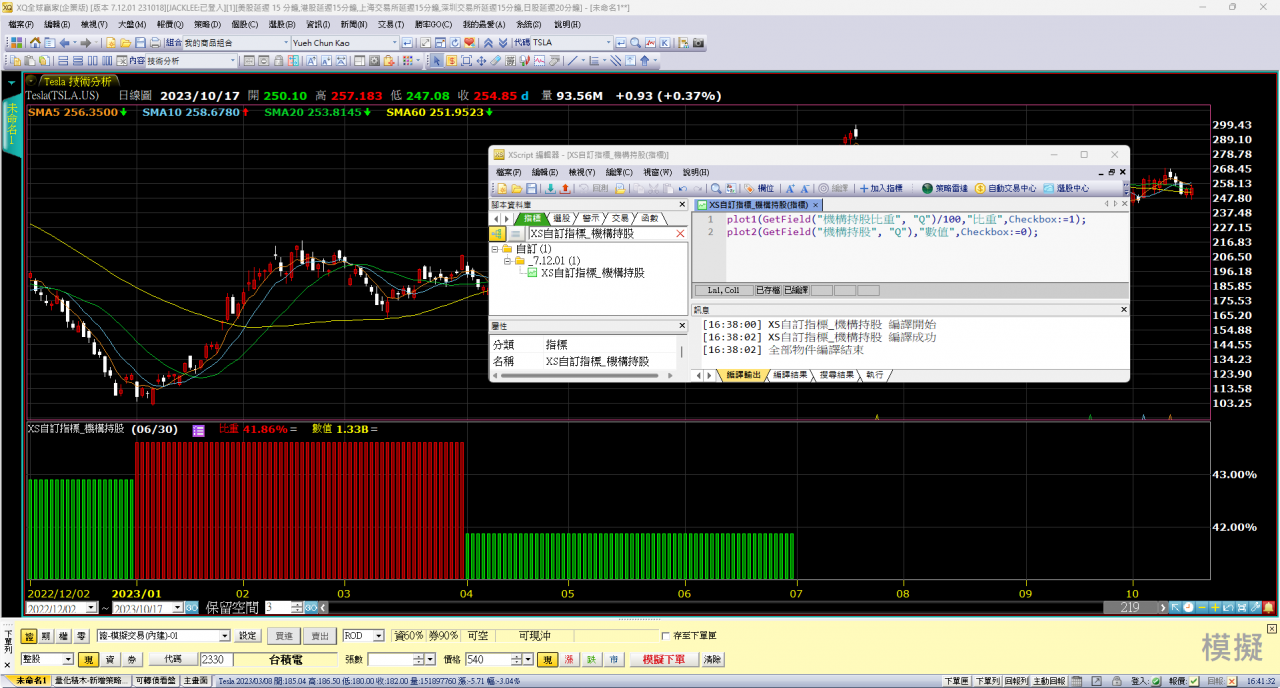 XQ全球贏家(企業版) [版本 7.12.01 231018][JACKLEE已登入][1][美股延遲 15 分鐘,港股延遲15分鐘,上海交易所延遲15分鐘,深圳交易所延遲15分鐘,日股延遲20分鐘] - [未命名1**]
檔案(F) 編輯(E) 檢視(V) 大盤(M) 報價(Q) 策略(D) 個股(C) 選股(B) 資訊(I) 新聞(N) 交易(T) 勝率GO(C) 我的最愛(A) 系統(S) 說明(H)
組合 我的商品組合 Yueh Chun Kao 代碼 TSLA
內容 技術分析
未命名1
Tesla 技術分析
Tesla(TSLA.US) 日線圖 2023/10/17 開 250.10 高 257.183 低 247.08 收 254.85 d 量 93.56M +0.93 (+0.37%)
SMA5 256.3500 SMA10 258.6780 SMA20 253.8145 SMA60 251.9523
299.43
289.10
278.78
268.45
258.13
247.80
237.48
227.15
216.83
206.50
196.18
185.85
175.53
165.20
154.88
144.55
134.23
123.90
113.58
103.25
XScript 編輯器 - [XS自訂指標_機構持股(指標)]
檔案(F) 編輯(E) 檢視(V) 編譯(C) 視窗(W) 說明(H)
回測 欄位 編譯 加入指標 策略雷達 自動交易中心 選股中心
腳本資料庫
指標 選股 警示 交易 函數
XS自訂指標_機構持股
自訂 (1)
_7.12.01 (1)
XS自訂指標_機構持股
屬性
分類 指標
名稱 XS自訂指標_機構持股
XS自訂指標_機構持股(指標)
1 plot1(GetField("機構持股比重", "Q")/100,"比重",Checkbox:=1);
2 plot2(GetField("機構持股", "Q"),"數值",Checkbox:=0);
Ln1, Col1 已存檔 已編譯
訊息
[16:38:00] XS自訂指標_機構持股 編譯開始
[16:38:02] XS自訂指標_機構持股 編譯成功
[16:38:02] 全部物件編譯結束
編譯輸出 編譯結果 搜尋結果 執行
XS自訂指標_機構持股 (06/30) 比重 41.86% = 數值 1.33B =
43.00%
42.00%
2022/12/02 2023/01 02 03 04 05 06 07 08 09 10
2022/12/02 ~ 2023/10/17 GO 保留空間 3 GO 219
下單列
證 期 權 零 證-模擬交易(內建)-01 設定 買進 賣出 ROD 資60% 券90% 可空 可現沖 存至下單匣
整股 現 資 券 代碼 2330 台積電 張數 價格 540 現 漲 跌 市 模擬下單 清除
模擬
未命名1 量化積木-新增策略.. 可轉債看盤 主畫面 Tesla 2023/03/08 開:185.04 高:186.50 低:180.00 收:182.00 量:151897760 漲:-5.71 幅:-3.04% 下單匣 下單列 回報列 主動回報 登入: 報價: 回報: 16:41:32